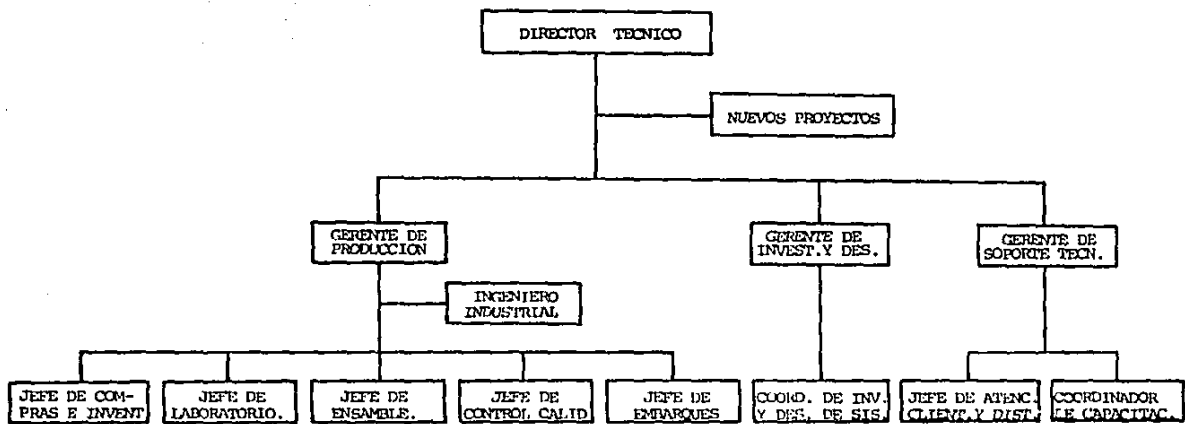 DIRECTOR TECNICO
NUEVOS PROYECTOS
GERENTE DE
PRODUCCION
GERENTE DE
INVEST.Y DES.
GERENTE DE
SOPORTE TECN.
INGENIERO
INDUSTRIAL
JEFE DE COM-
PRAS E INVENT
JEFE DE
LABORATORIO.
JEFE DE
ENSAMBLE.
JEFE DE
CONTROL CALID
JEFE DE
EMBARQUES
COORD. DE INV.
Y DES. DE SIS.
JEFE DE ATENC.
CLIENT.Y DIST.
COORDINADOR
DE CAPACITAC.